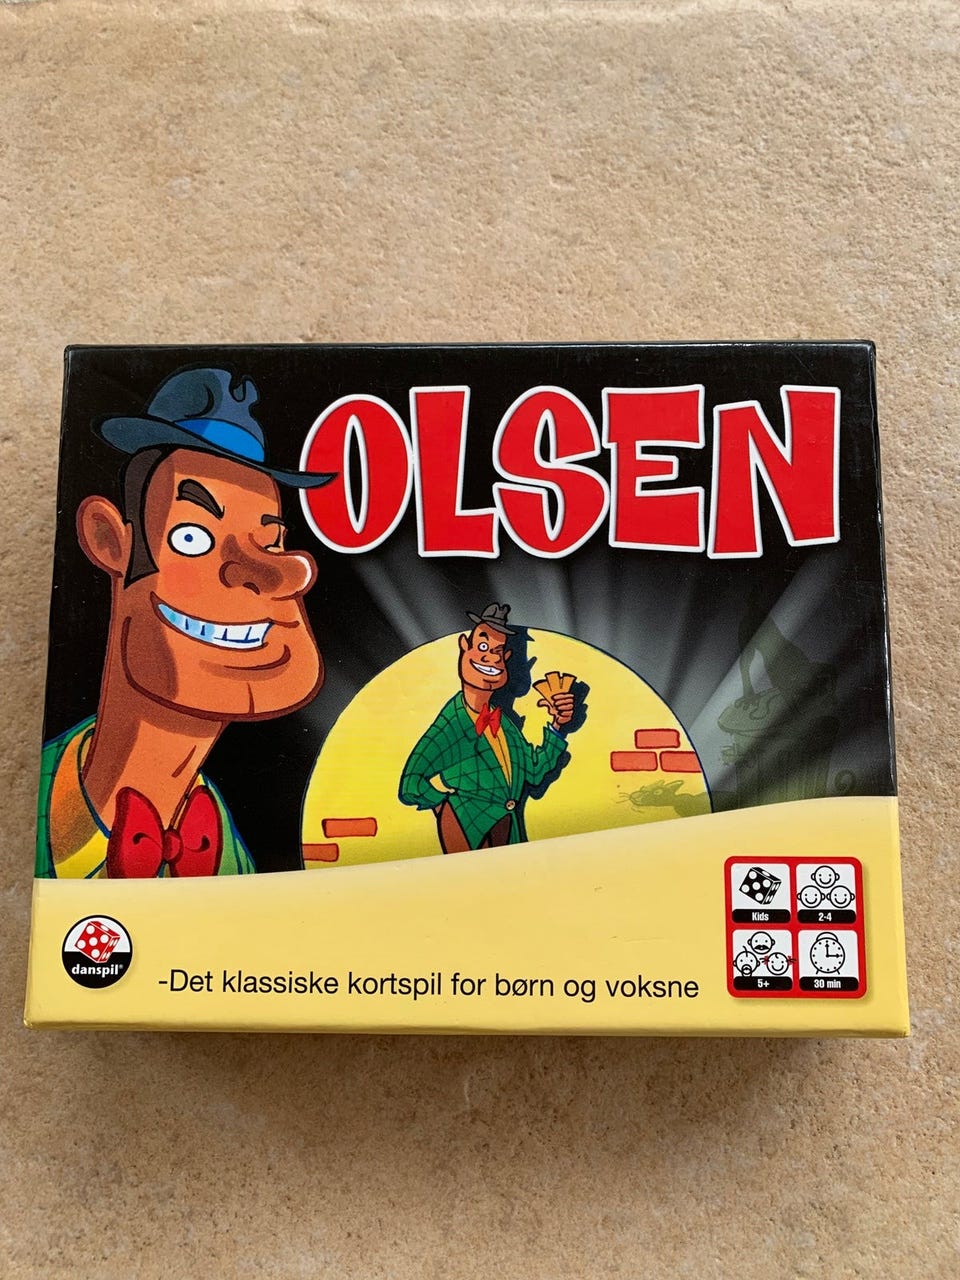 OLSEN
Kids
2-4
5+
30 min
danspil®
-Det klassiske kortspil for børn og voksne